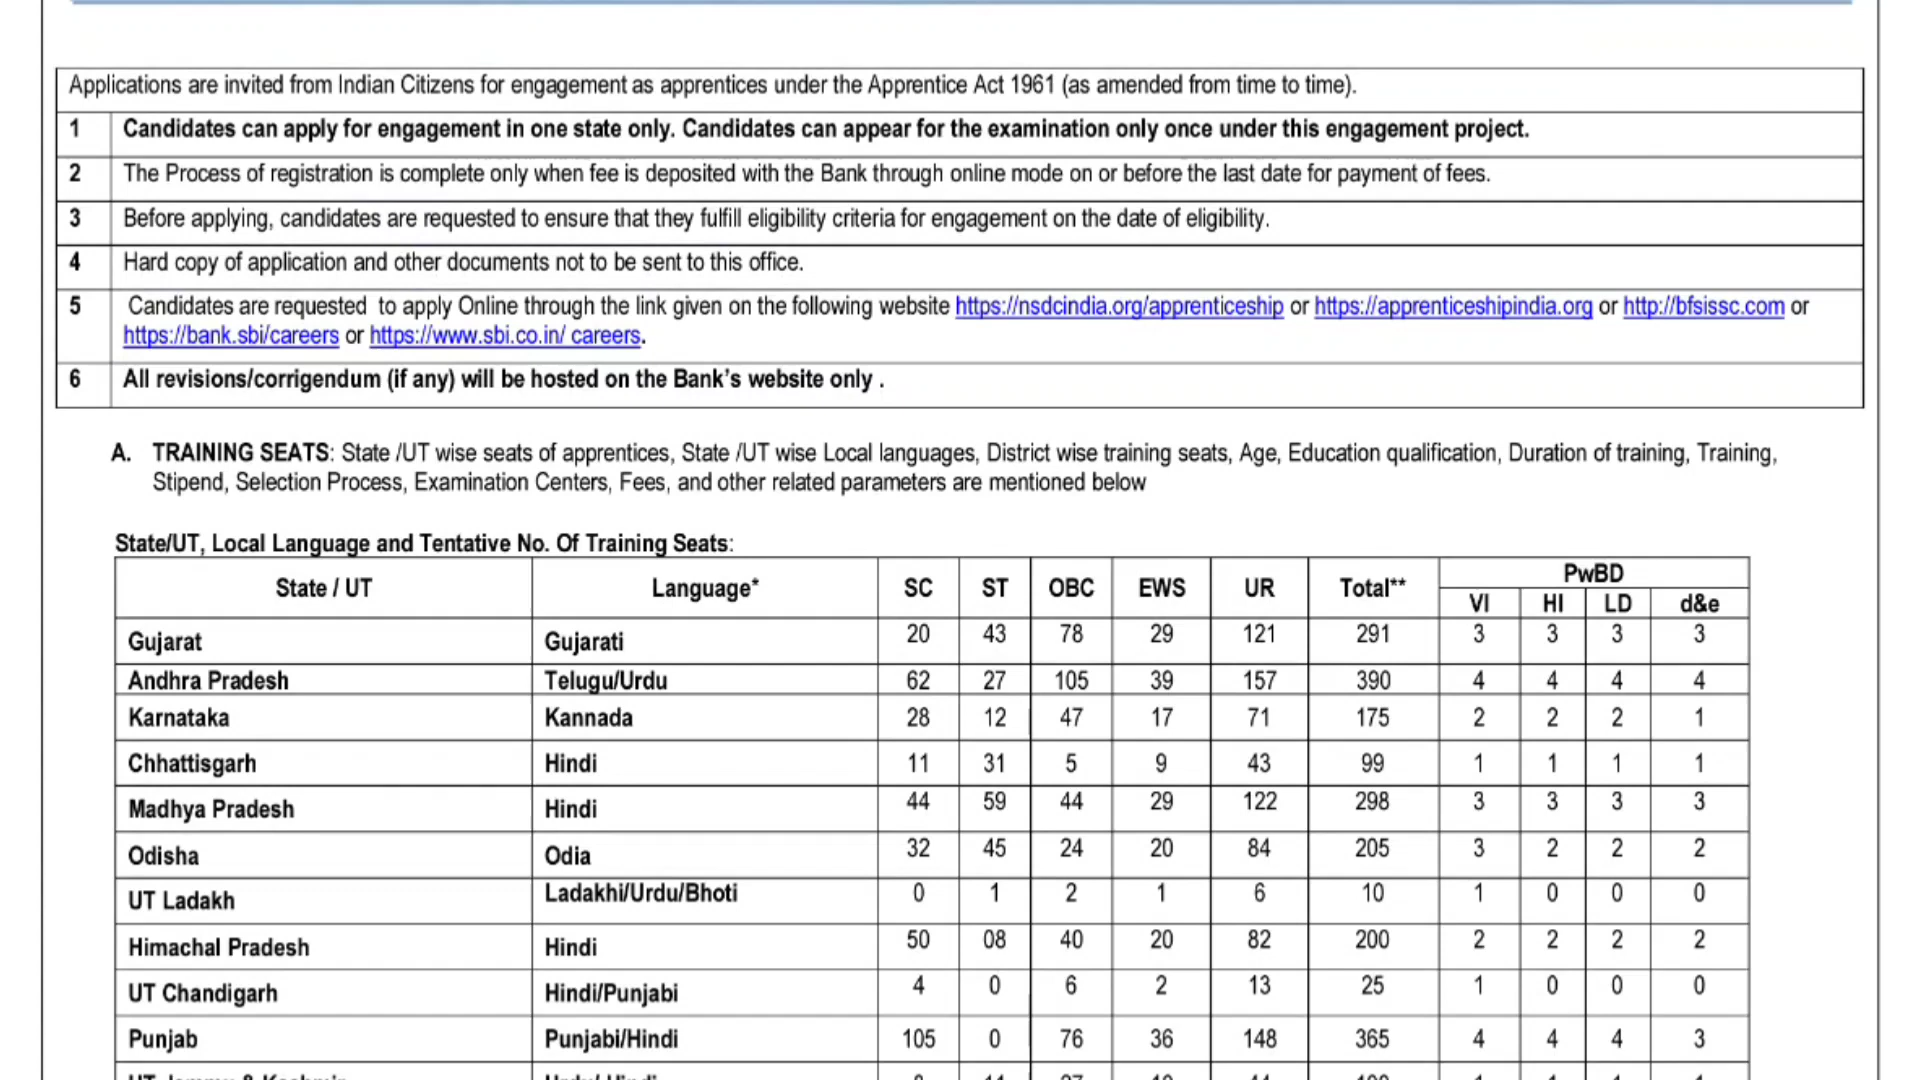 Applications are invited from Indian Citizens for engagement as apprentices under the Apprentice Act 1961 (as amended from time to time).
1 Candidates can apply for engagement in one state only. Candidates can appear for the examination only once under this engagement project.
2 The Process of registration is complete only when fee is deposited with the Bank through online mode on or before the last date for payment of fees.
3 Before applying, candidates are requested to ensure that they fulfill eligibility criteria for engagement on the date of eligibility.
4 Hard copy of application and other documents not to be sent to this office.
5 Candidates are requested to apply Online through the link given on the following website https://nsdcindia.org/apprenticeship or https://apprenticeshipindia.org or http://bfsissc.com or
https://bank.sbi/careers or https://www.sbi.co.in/ careers.
6 All revisions/corrigendum (if any) will be hosted on the Bank's website only .
A. TRAINING SEATS: State /UT wise seats of apprentices, State /UT wise Local languages, District wise training seats, Age, Education qualification, Duration of training, Training,
Stipend, Selection Process, Examination Centers, Fees, and other related parameters are mentioned below
State/UT, Local Language and Tentative No. Of Training Seats:
State / UT Language* SC ST OBC EWS UR Total** PwBD
VI HI LD d&e
Gujarat Gujarati 20 43 78 29 121 291 3 3 3 3
Andhra Pradesh Telugu/Urdu 62 27 105 39 157 390 4 4 4 4
Karnataka Kannada 28 12 47 17 71 175 2 2 2 1
Chhattisgarh Hindi 11 31 5 9 43 99 1 1 1 1
Madhya Pradesh Hindi 44 59 44 29 122 298 3 3 3 3
Odisha Odia 32 45 24 20 84 205 3 2 2 2
UT Ladakh Ladakhi/Urdu/Bhoti 0 1 2 1 6 10 1 0 0 0
Himachal Pradesh Hindi 50 08 40 20 82 200 2 2 2 2
UT Chandigarh Hindi/Punjabi 4 0 6 2 13 25 1 0 0 0
Punjab Punjabi/Hindi 105 0 76 36 148 365 4 4 4 3